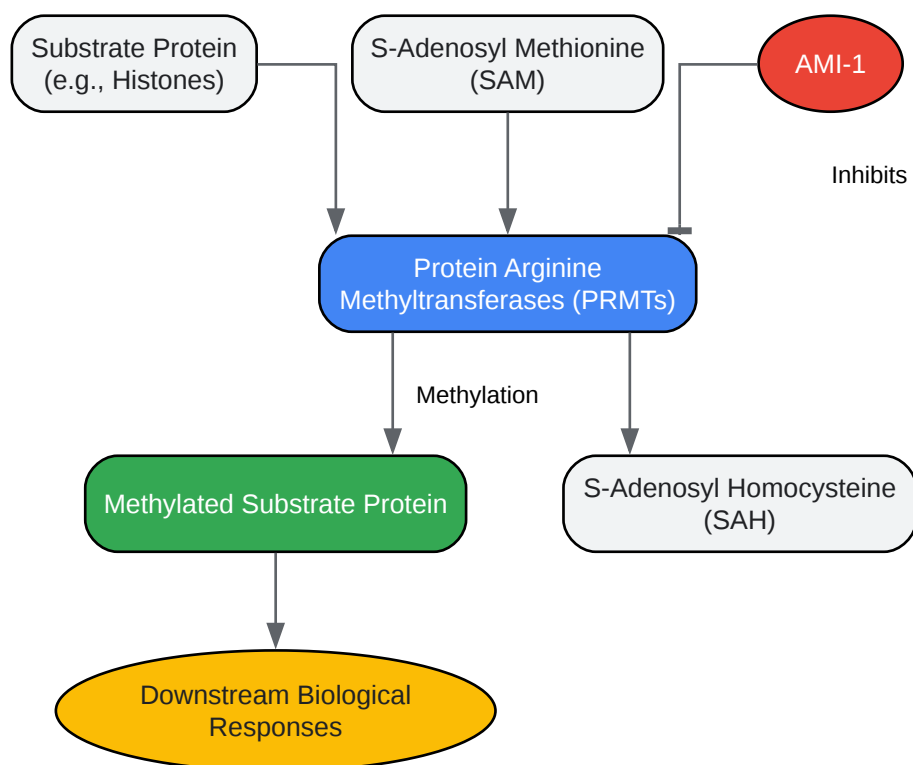 Substrate Protein
(e.g., Histones)
S-Adenosyl Methionine
(SAM)
AMI-1
Inhibits
Protein Arginine
Methyltransferases (PRMTs)
Methylation
Methylated Substrate Protein
S-Adenosyl Homocysteine
(SAH)
Downstream Biological
Responses